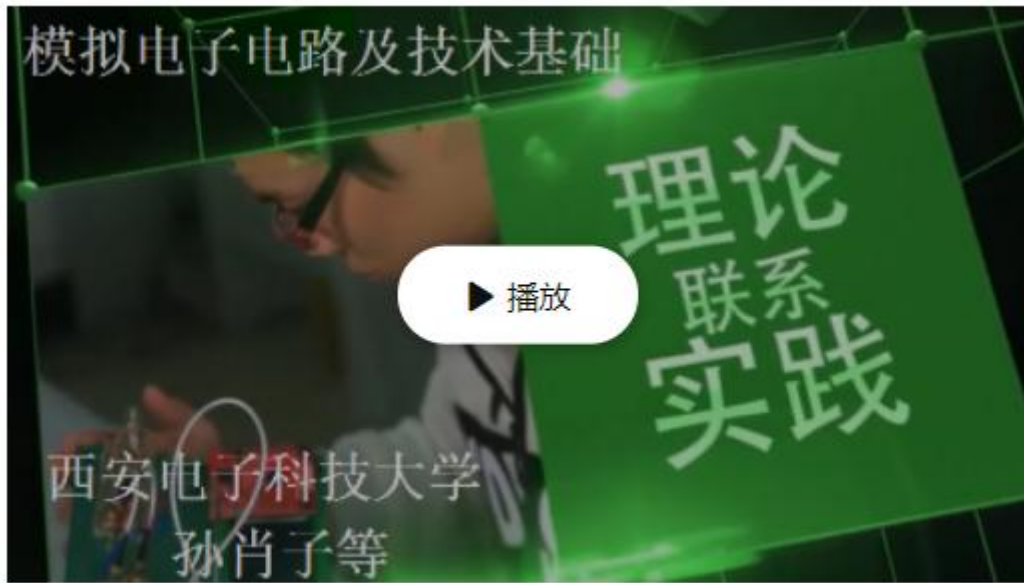 模拟电子电路及技术基础
理论
联系
实践
播放
西安电子科技大学
孙肖子等